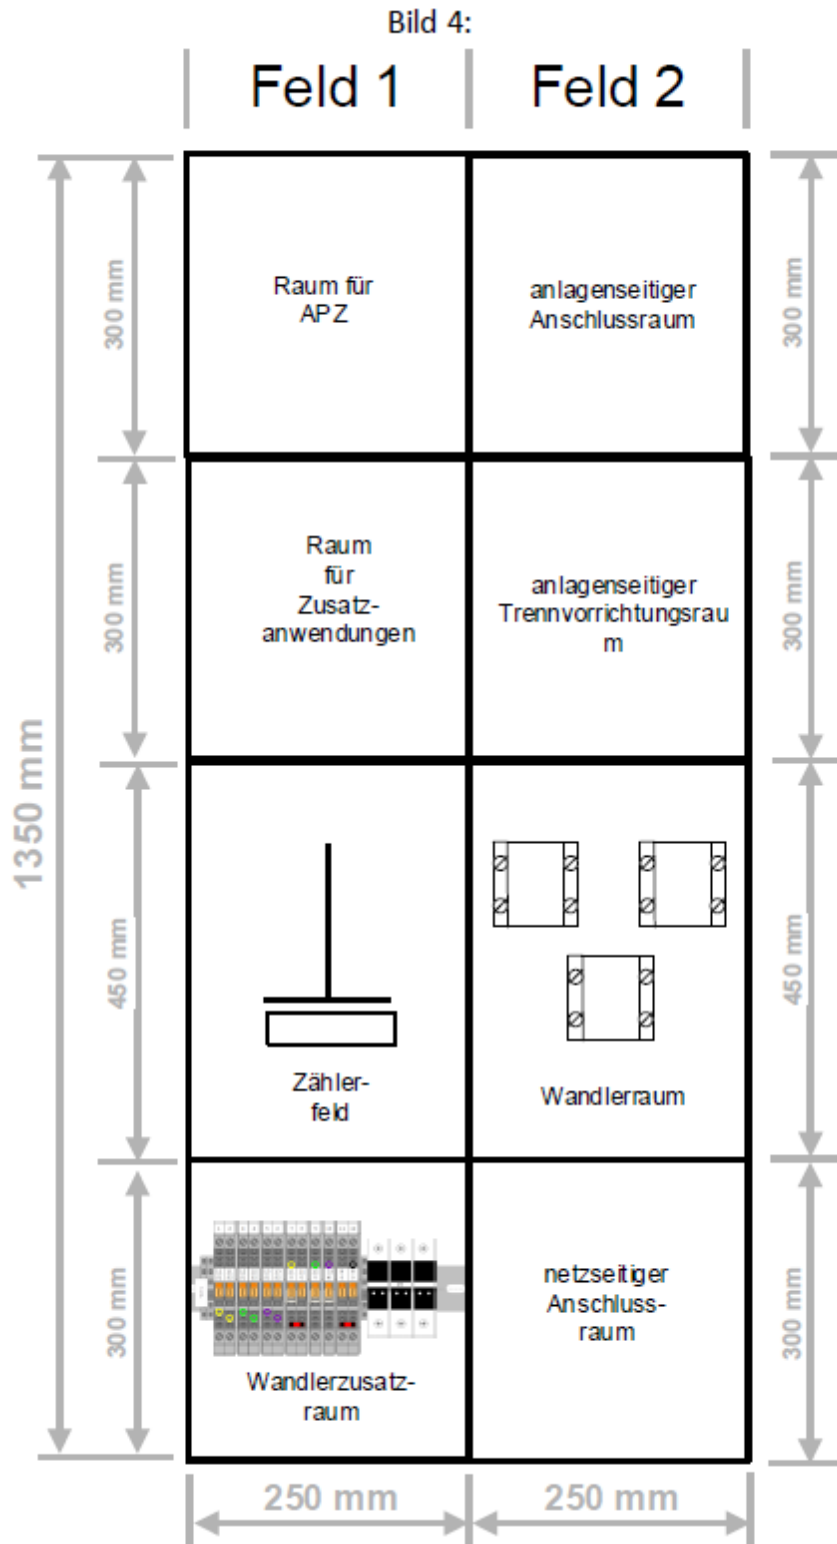 Bild 4:
Feld 1
Feld 2
300 mm
Raum für
APZ
anlagenseitiger
Anschlussraum
300 mm
300 mm
Raum
für
Zusatz-
anwendungen
anlagenseitiger
Trennvorrichtungsrau
m
300 mm
1350 mm
450 mm
Zähler-
feld
Wandlerraum
450 mm
300 mm
Wandlerzusatz-
raum
netzseitiger
Anschluss-
raum
300 mm
250 mm
250 mm